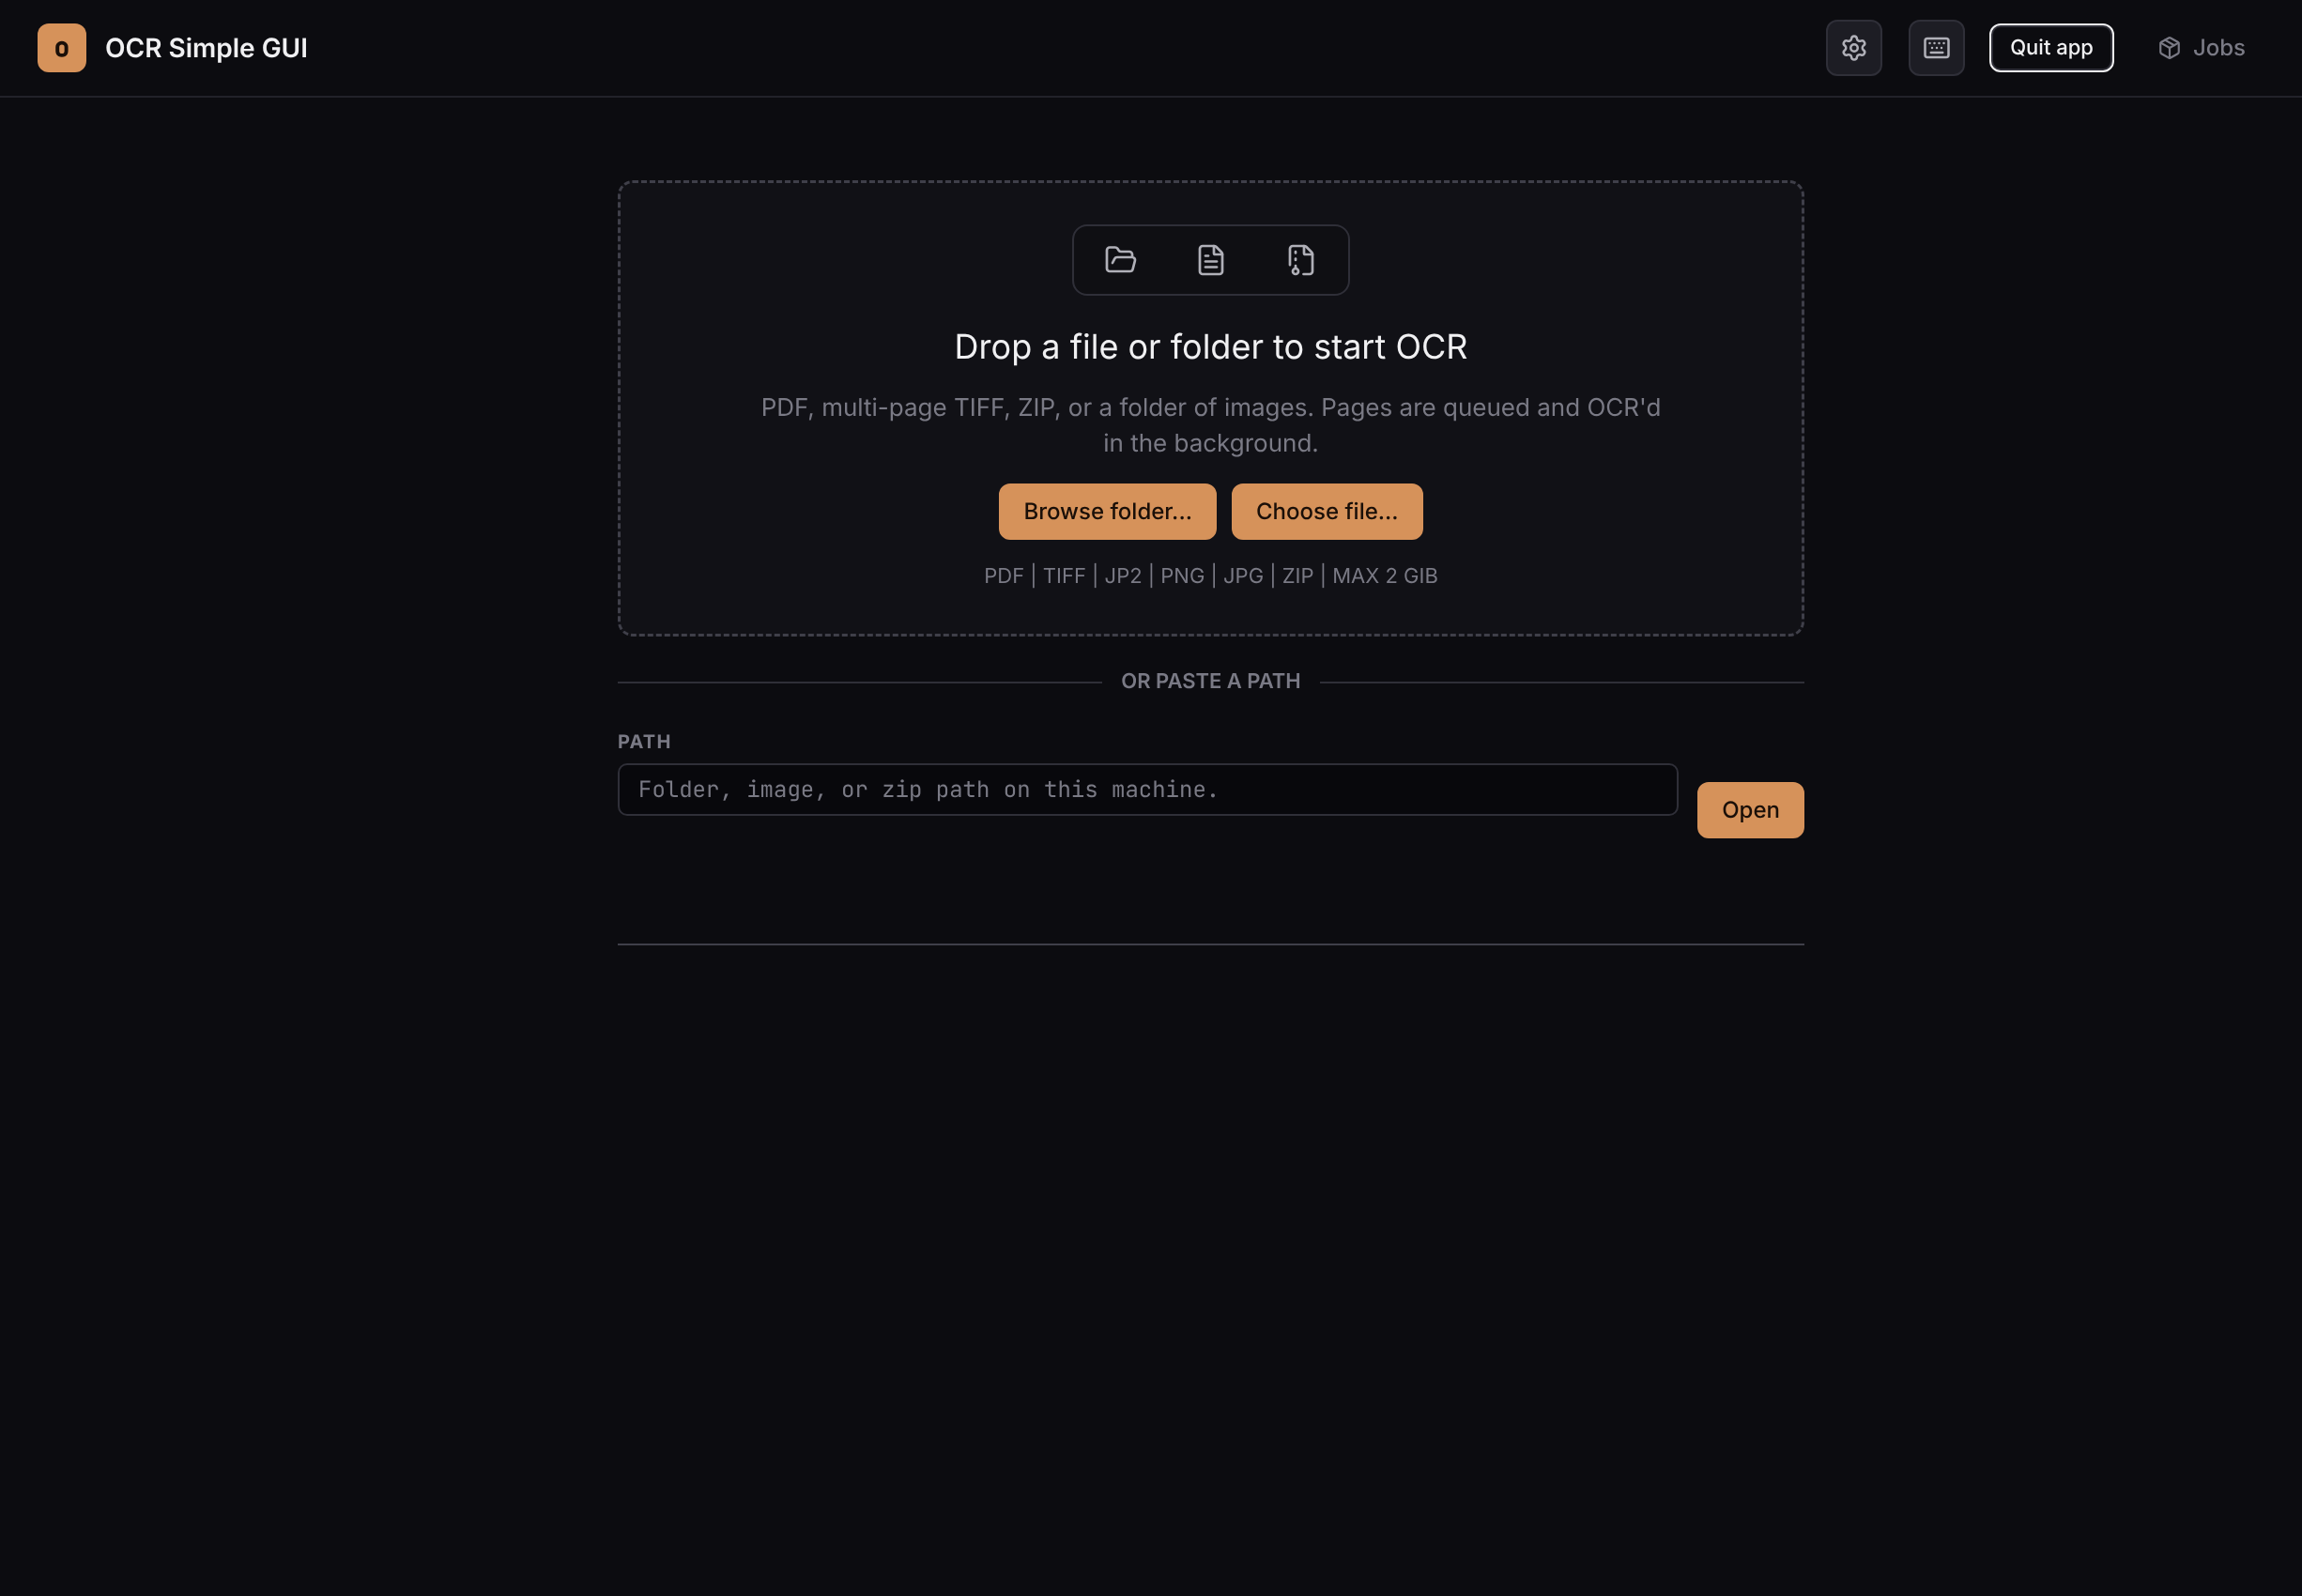 O
OCR Simple GUI
Quit app
Jobs
Drop a file or folder to start OCR
PDF, multi-page TIFF, ZIP, or a folder of images. Pages are queued and OCR'd
in the background.
Browse folder...
Choose file...
PDF | TIFF | JP2 | PNG | JPG | ZIP | MAX 2 GIB
OR PASTE A PATH
PATH
Folder, image, or zip path on this machine.
Open